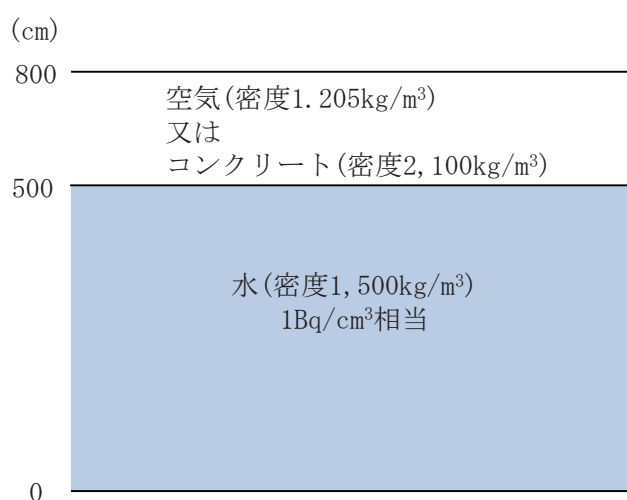 (cm)
800
空気(密度1.205kg/m³)
又は
コンクリート(密度2,100kg/m³)
500
水(密度1,500kg/m³)
1Bq/cm³相当
0